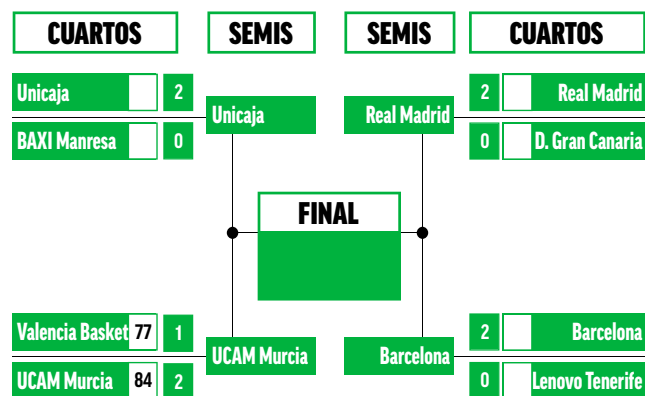 CUARTOS SEMIS SEMIS CUARTOS
Unicaja 2
BAXI Manresa 0
Unicaja
Real Madrid
2 Real Madrid
0 D. Gran Canaria
FINAL
Valencia Basket 77 1
UCAM Murcia 84 2
UCAM Murcia
Barcelona
2 Barcelona
0 Lenovo Tenerife